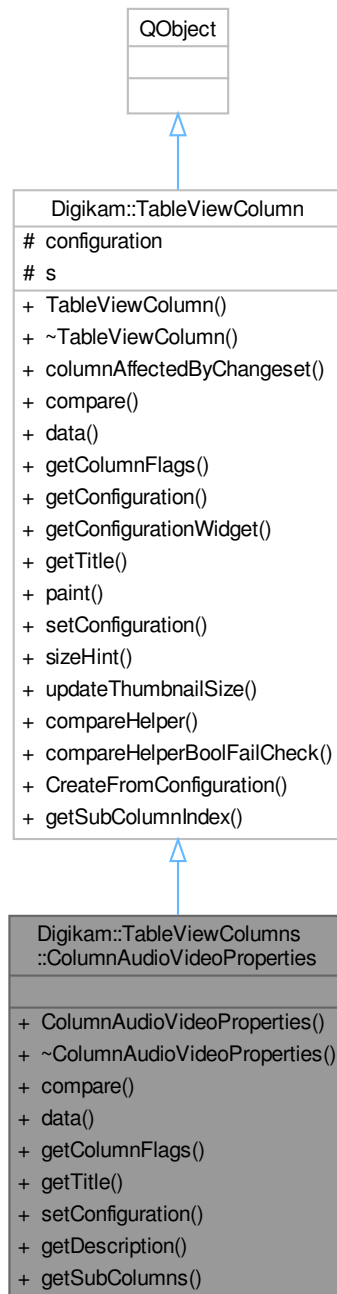 QObject
Digikam::TableViewColumn
# configuration
# s
+ TableViewColumn()
+ ~TableViewColumn()
+ columnAffectedByChangeset()
+ compare()
+ data()
+ getColumnFlags()
+ getConfiguration()
+ getConfigurationWidget()
+ getTitle()
+ paint()
+ setConfiguration()
+ sizeHint()
+ updateThumbnailSize()
+ compareHelper()
+ compareHelperBoolFailCheck()
+ CreateFromConfiguration()
+ getSubColumnIndex()
Digikam::TableViewColumns
::ColumnAudioVideoProperties
+ ColumnAudioVideoProperties()
+ ~ColumnAudioVideoProperties()
+ compare()
+ data()
+ getColumnFlags()
+ getTitle()
+ setConfiguration()
+ getDescription()
+ getSubColumns()